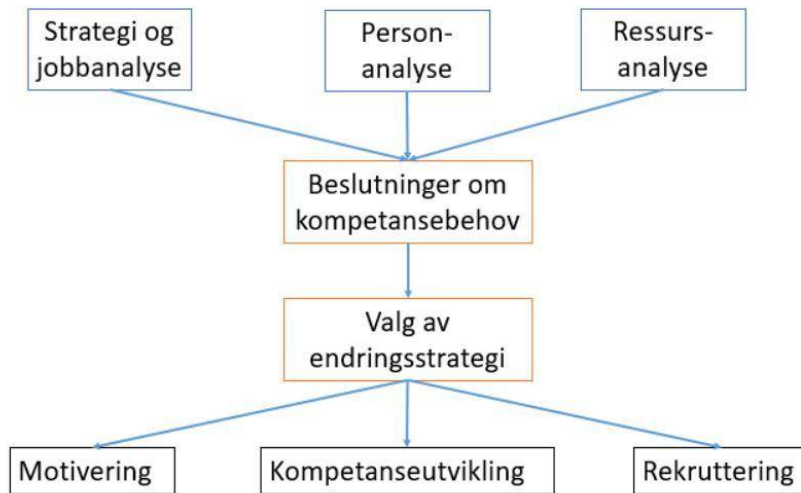 Strategi og
jobbanalyse
Person-
analyse
Ressurs-
analyse
Beslutninger om
kompetansebehov
Valg av
endringsstrategi
Motivering
Kompetanseutvikling
Rekruttering